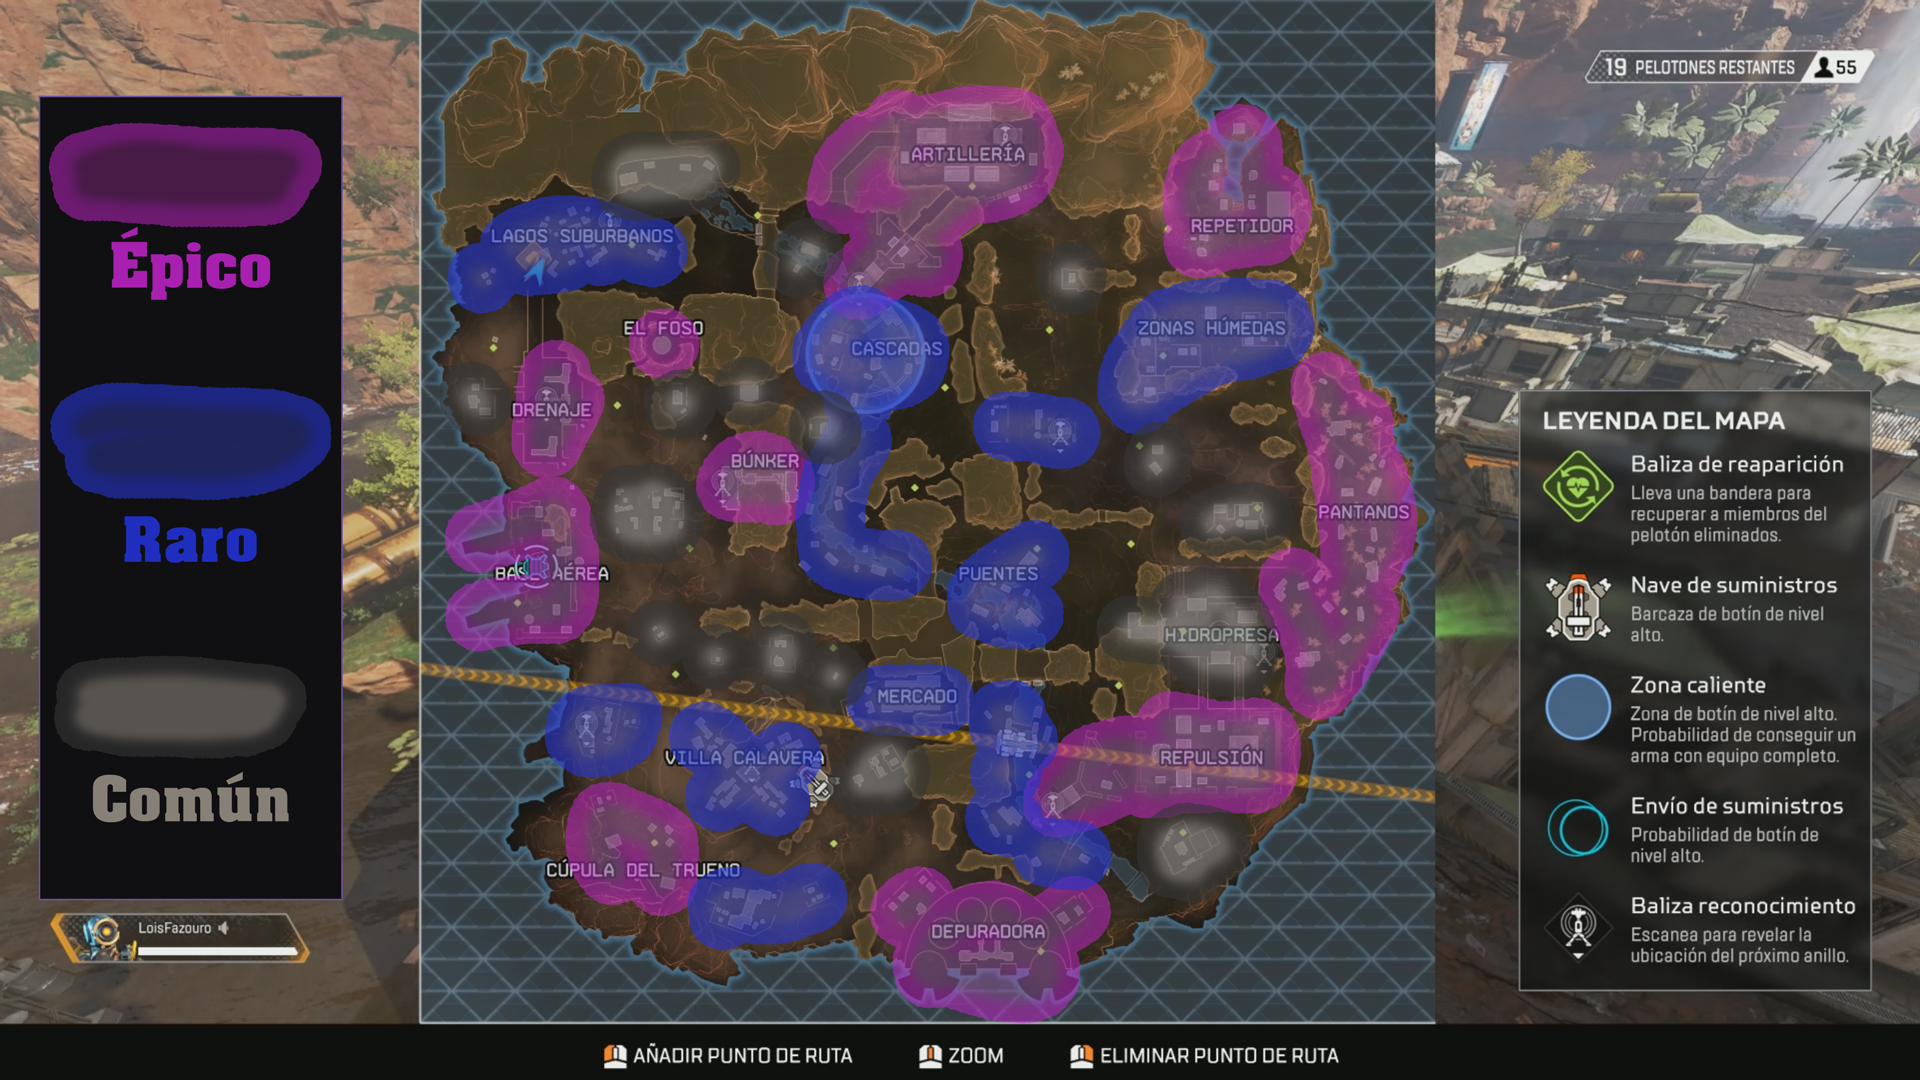 Épico
Raro
Común
LoisFazouro
ARTILLERÍA
REPETIDOR
LAGOS SUBURBANOS
EL FOSO
CASCADAS
ZONAS HÚMEDAS
DRENAJE
BÚNKER
PANTANOS
BASE AÉREA
PUENTES
HIDROPRESA
MERCADO
VILLA CALAVERA
REPULSIÓN
CÚPULA DEL TRUENO
DEPURADORA
19 PELOTONES RESTANTES 55
LEYENDA DEL MAPA
Baliza de reaparición
Lleva una bandera para
recuperar a miembros del
pelotón eliminados.
Nave de suministros
Barcaza de botín de nivel
alto.
Zona caliente
Zona de botín de nivel alto.
Probabilidad de conseguir un
arma con equipo completo.
Envío de suministros
Probabilidad de botín de
nivel alto.
Baliza reconocimiento
Escanea para revelar la
ubicación del próximo anillo.
AÑADIR PUNTO DE RUTA
ZOOM
ELIMINAR PUNTO DE RUTA